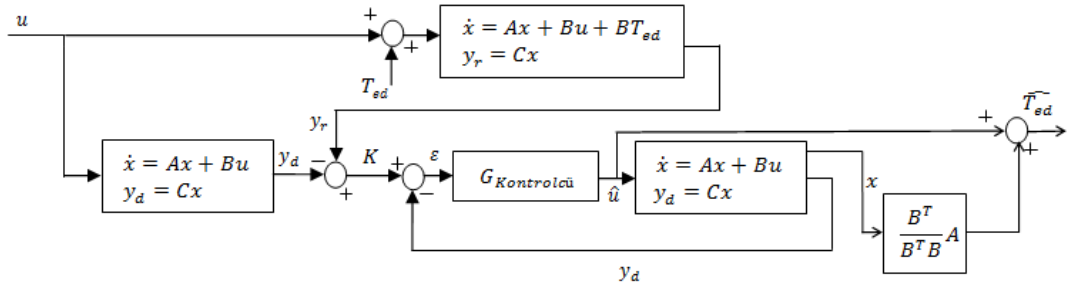 u
+
+
T_ed
ẋ = Ax + Bu + BT_ed
y_r = Cx
y_r
ẋ = Ax + Bu
y_d = Cx
y_d
−
+
K
+
−
ε
G_Kontrolcü
û
ẋ = Ax + Bu
y_d = Cx
x
B^T
B^T B
A
+
+
T̂_ed
y_d